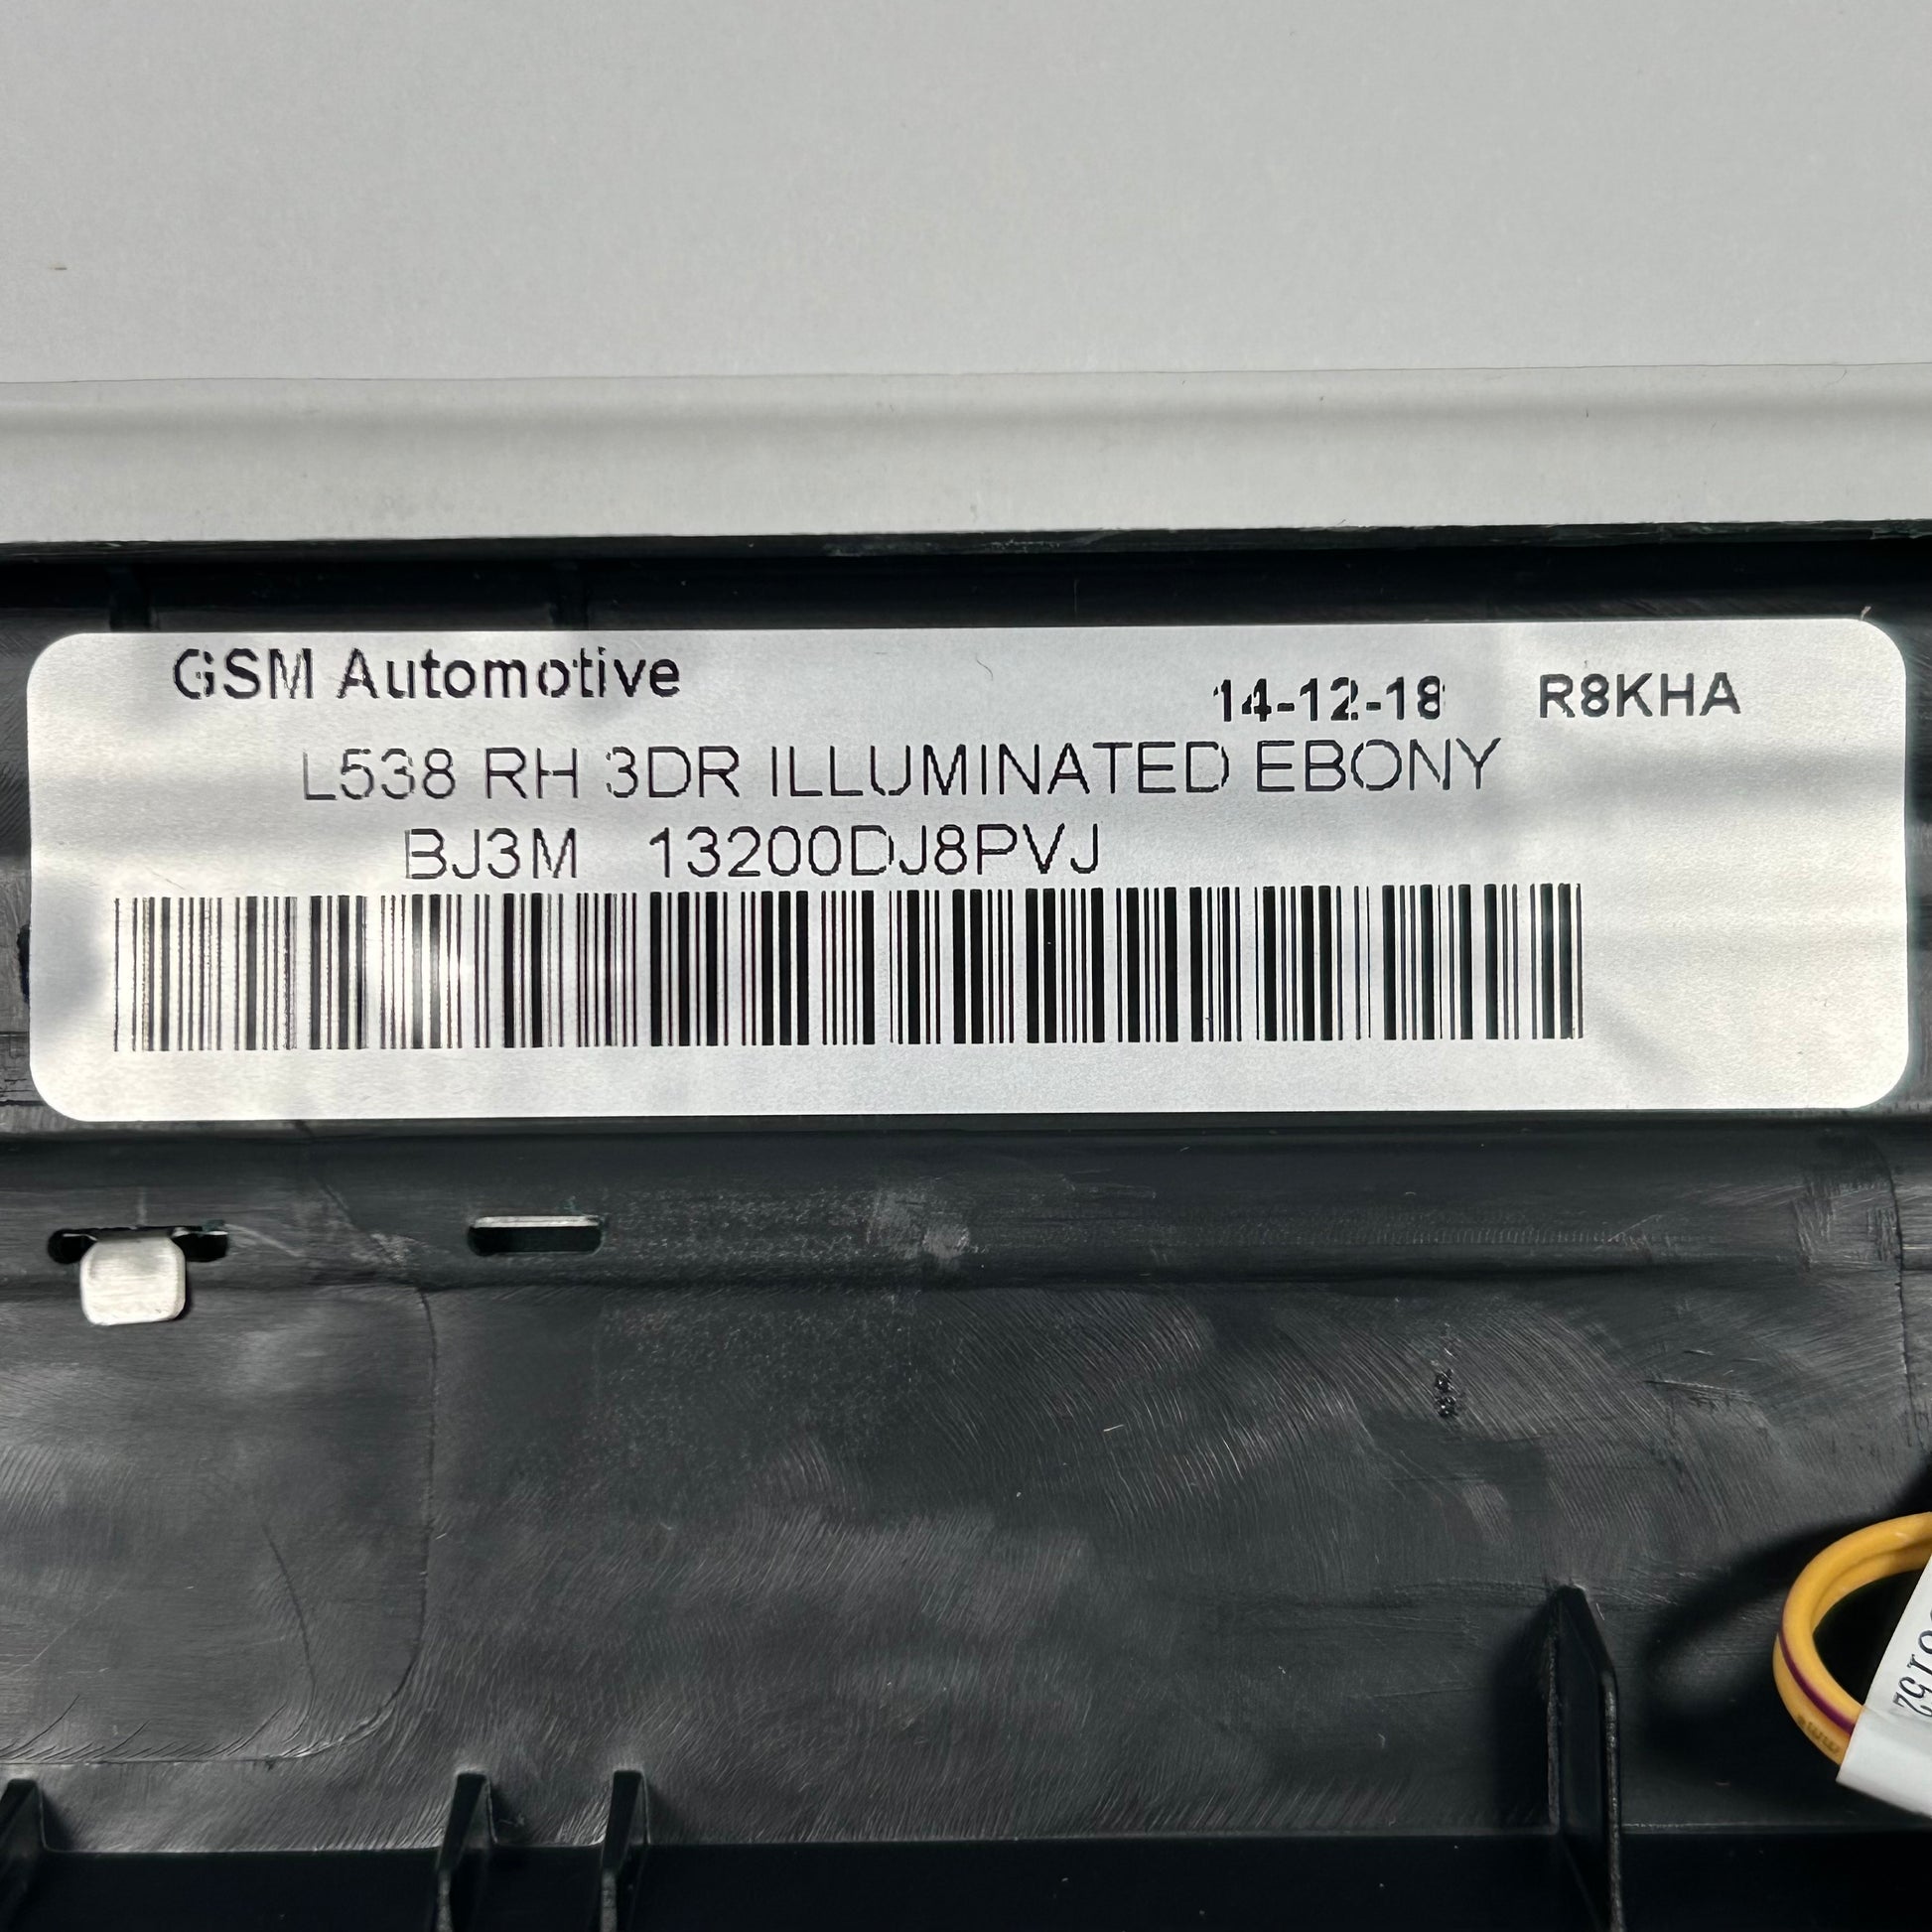 GSM Automotive
14-12-18 R8KHA
L538 RH 3DR ILLUMINATED EBONY
BJ3M 13200DJ8PVJ